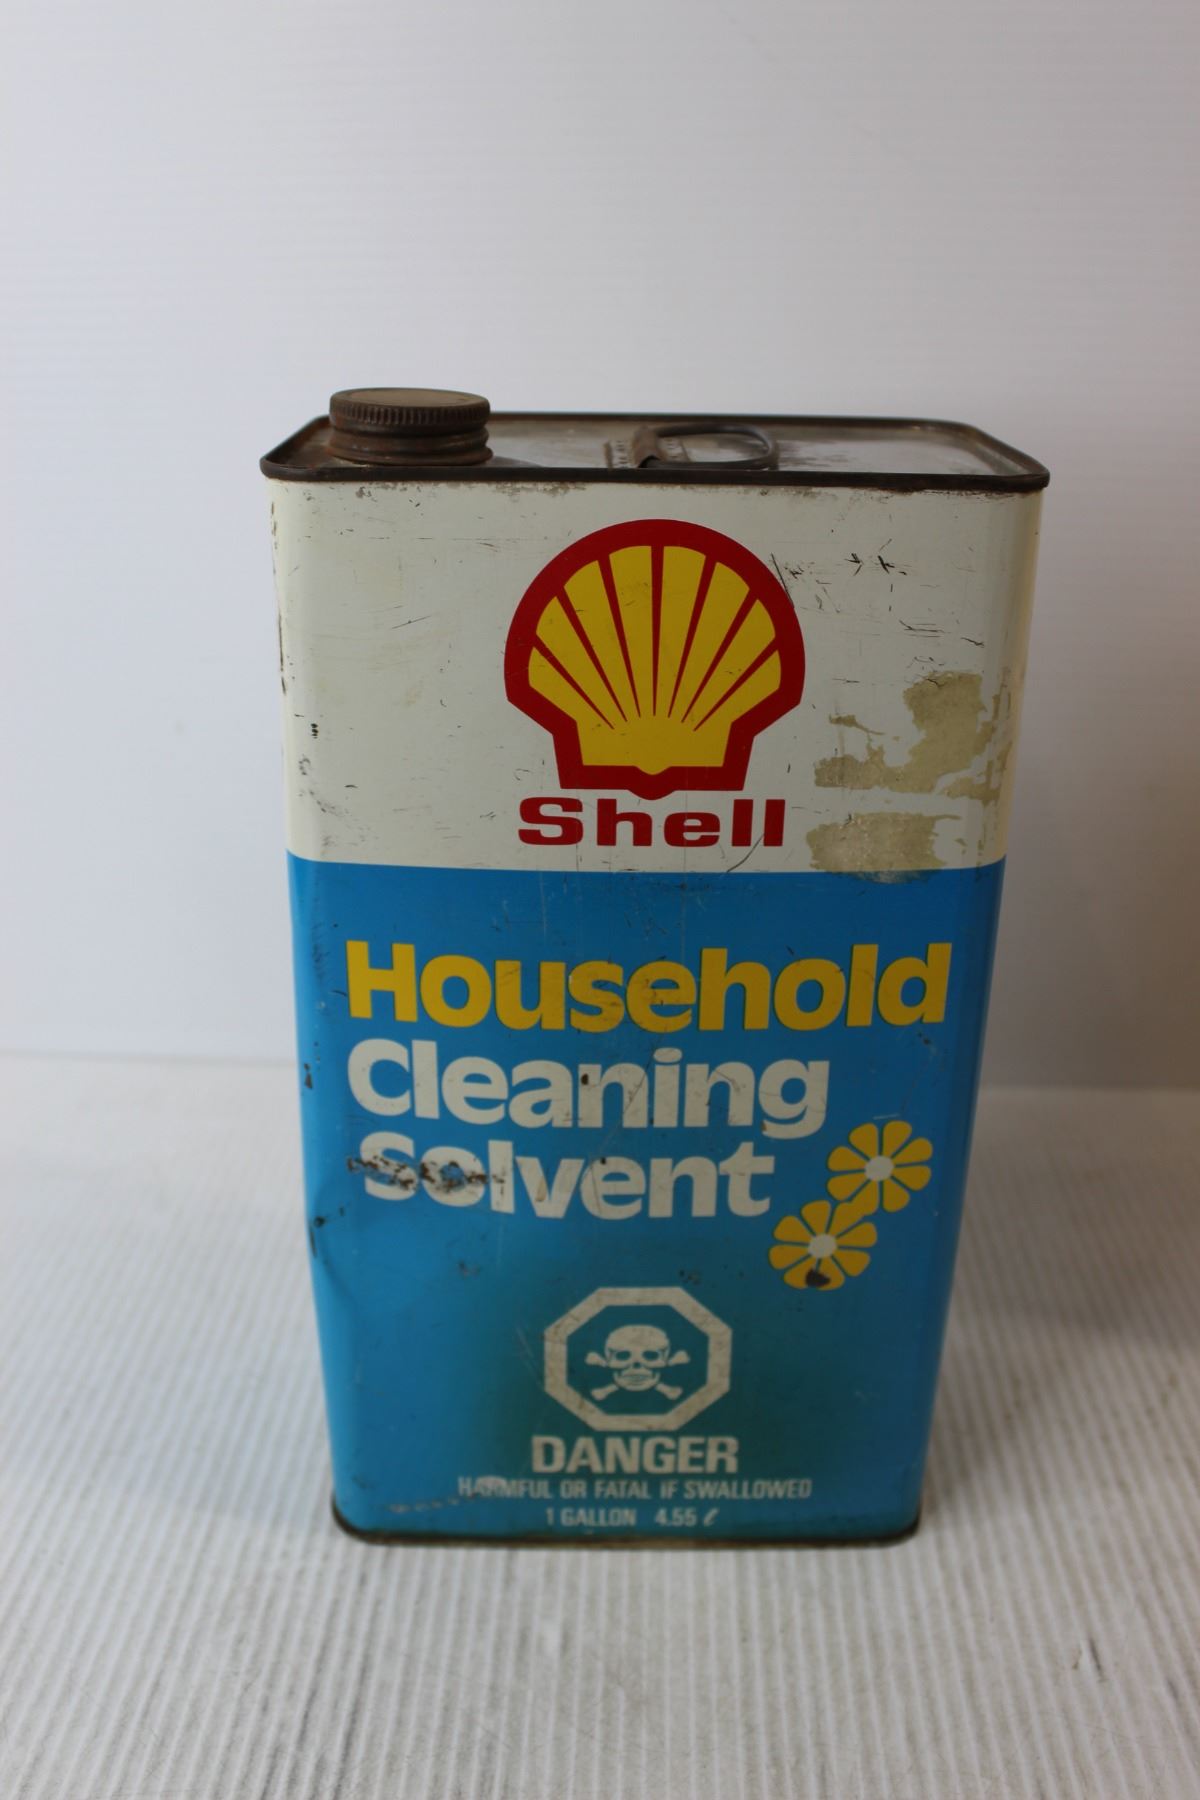 Shell
Household
Cleaning
Solvent
DANGER
HARMFUL OR FATAL IF SWALLOWED
1 GALLON 4.55 ℓ